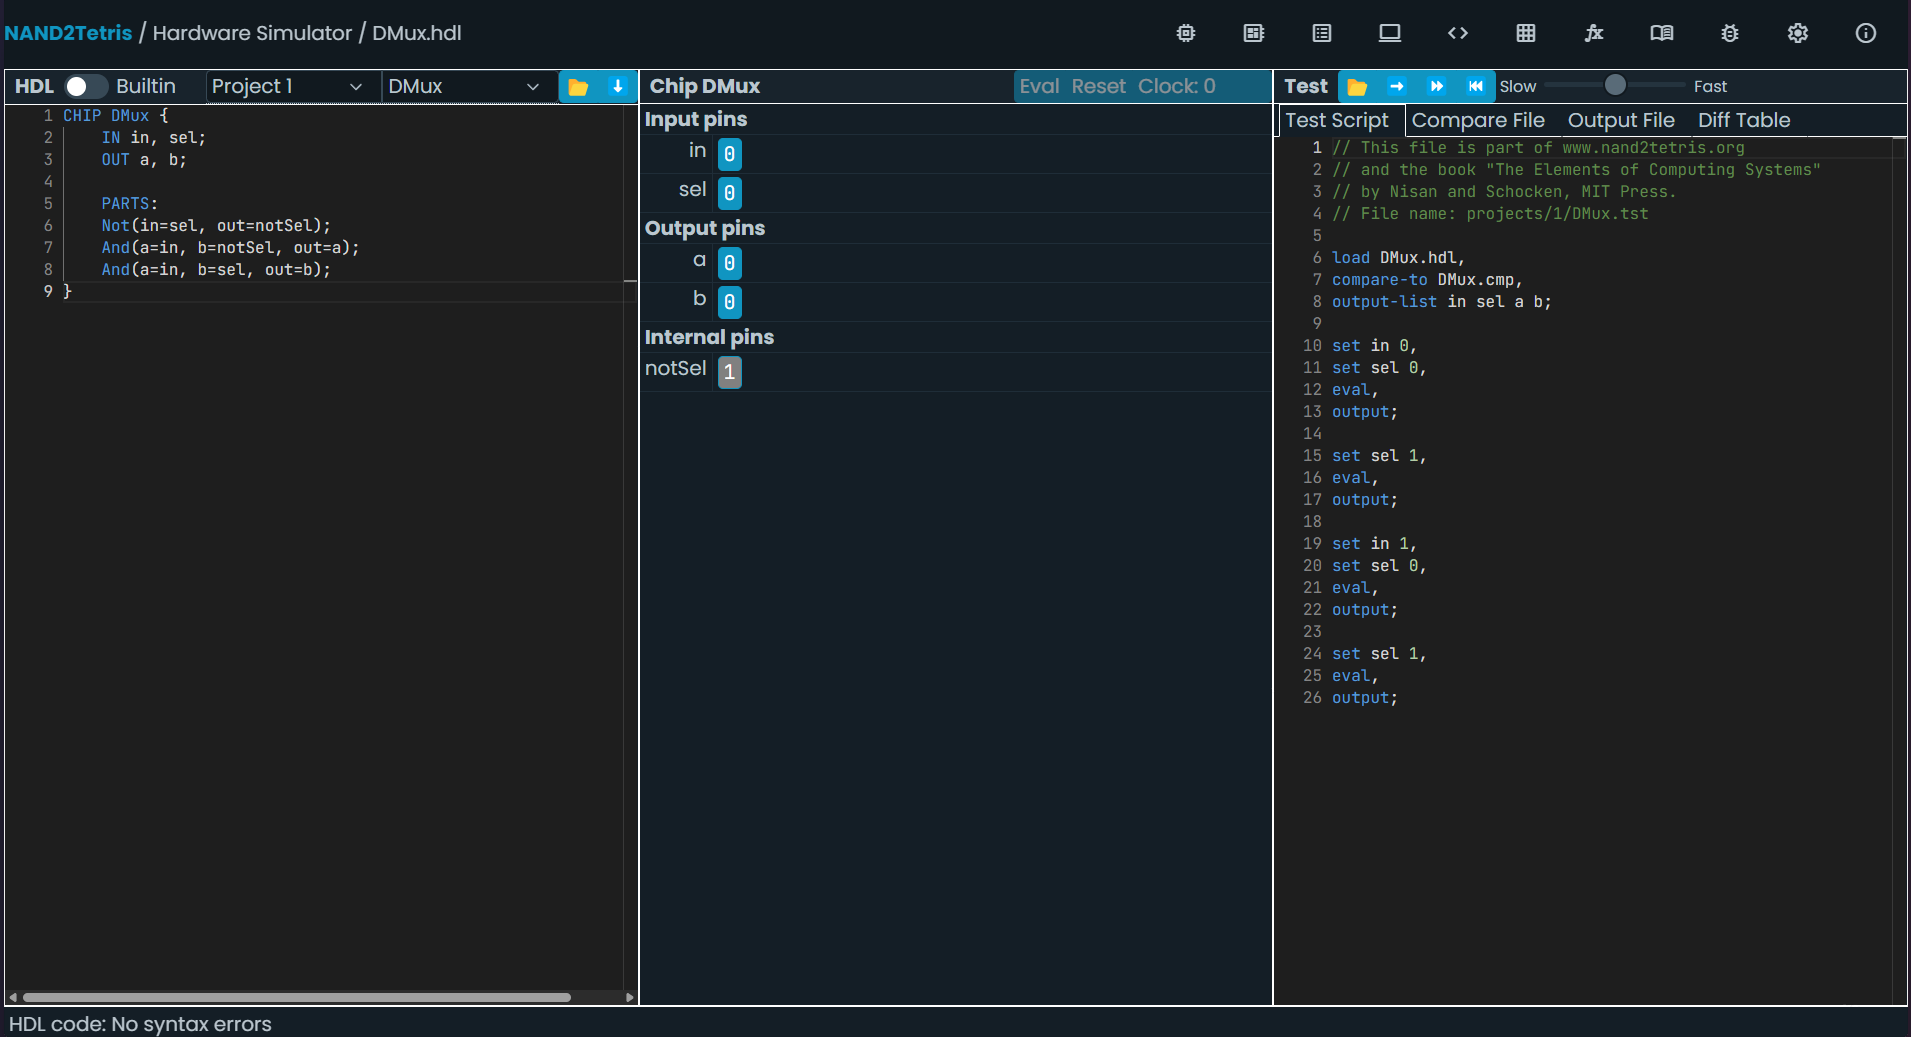 NAND2Tetris / Hardware Simulator / DMux.hdl
HDL Builtin Project 1 DMux
1 CHIP DMux {
2     IN in, sel;
3     OUT a, b;
4
5     PARTS:
6     Not(in=sel, out=notSel);
7     And(a=in, b=notSel, out=a);
8     And(a=in, b=sel, out=b);
9 }
Chip DMux Eval Reset Clock: 0
Input pins
in 0
sel 0
Output pins
a 0
b 0
Internal pins
notSel 1
Test Slow Fast
Test Script Compare File Output File Diff Table
1 // This file is part of www.nand2tetris.org
2 // and the book "The Elements of Computing Systems"
3 // by Nisan and Schocken, MIT Press.
4 // File name: projects/1/DMux.tst
5
6 load DMux.hdl,
7 compare-to DMux.cmp,
8 output-list in sel a b;
9
10 set in 0,
11 set sel 0,
12 eval,
13 output;
14
15 set sel 1,
16 eval,
17 output;
18
19 set in 1,
20 set sel 0,
21 eval,
22 output;
23
24 set sel 1,
25 eval,
26 output;
HDL code: No syntax errors